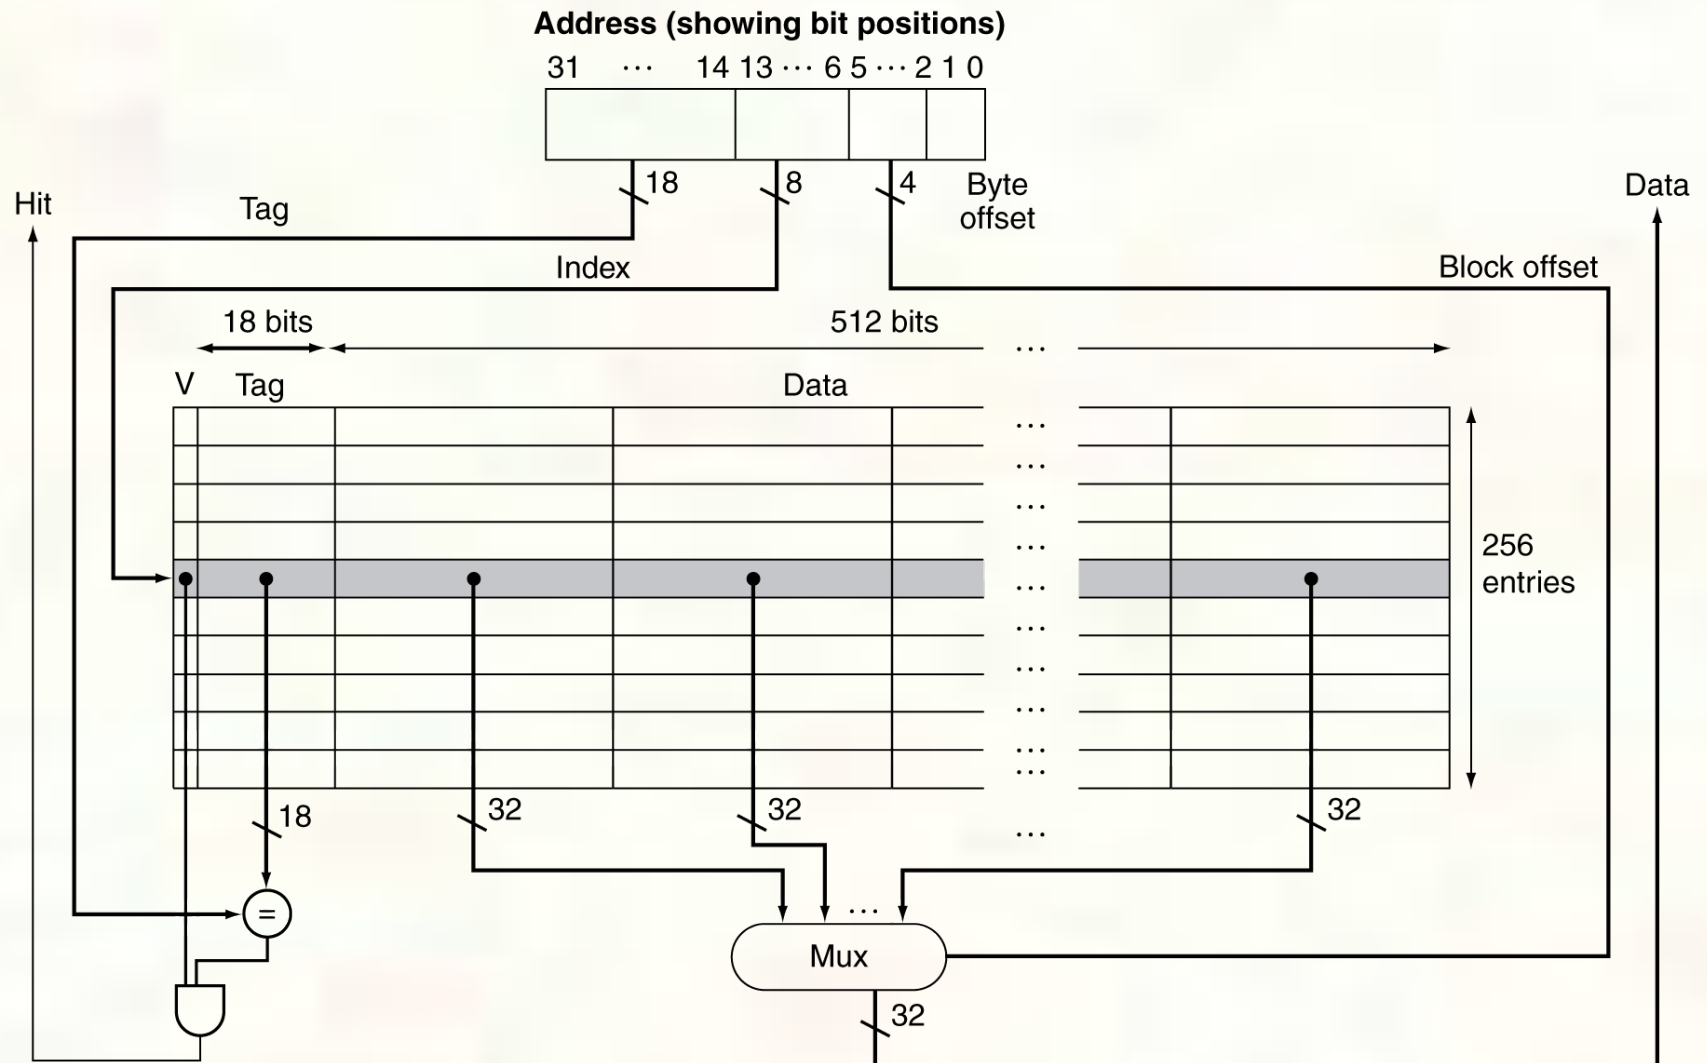 Address (showing bit positions)
31 ... 14 13 ... 6 5 ... 2 1 0
18 8 4 Byte
offset
Hit
Tag
Data
Index
Block offset
18 bits
512 bits
...
V Tag
Data
...
...
...
...
...
...
...
...
...
...
256
entries
18
32
32
...
32
=
...
Mux
32